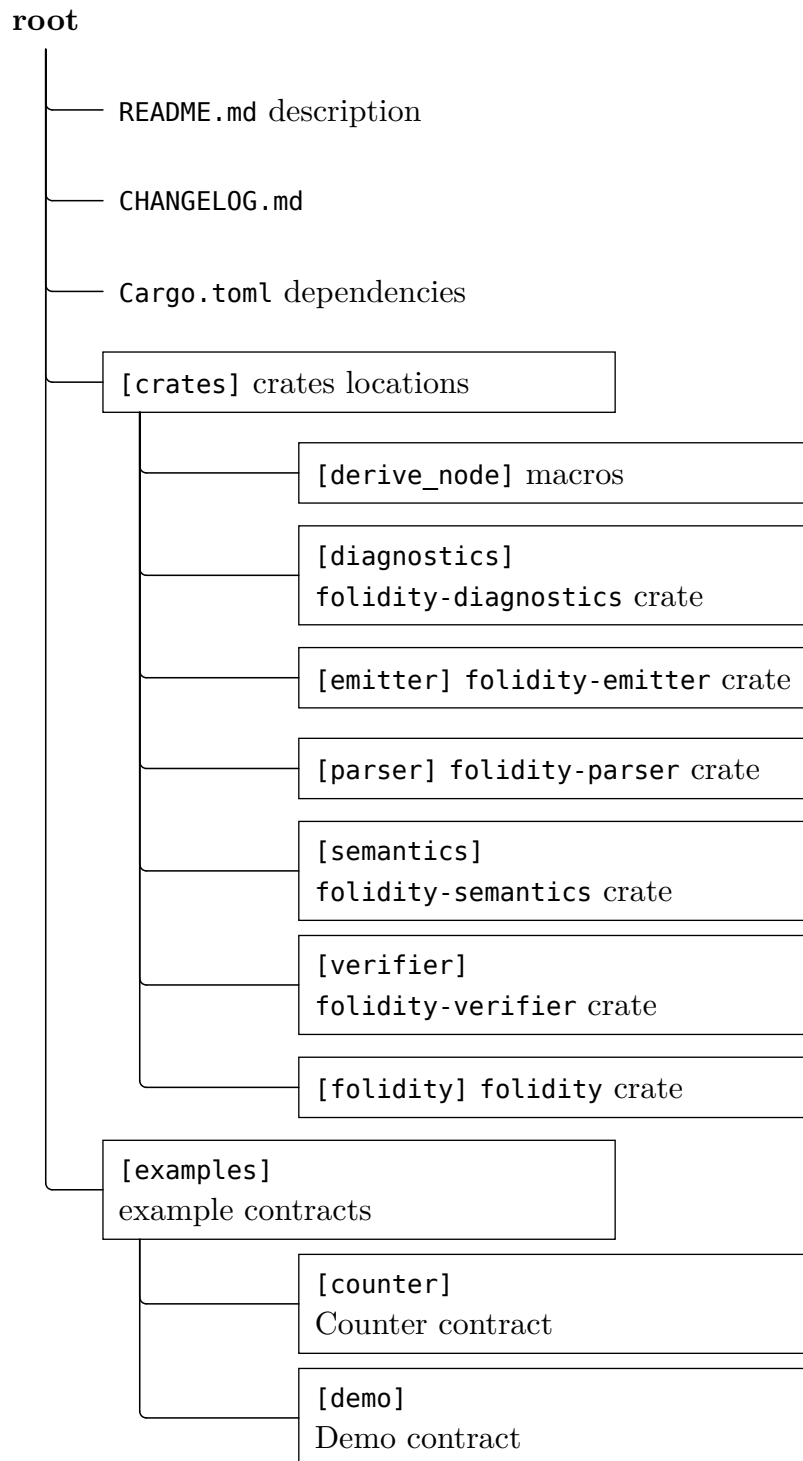 root
README.md description
CHANGELOG.md
Cargo.toml dependencies
[crates] crates locations
[derive_node] macros
[diagnostics]
folidity-diagnostics crate
[emitter] folidity-emitter crate
[parser] folidity-parser crate
[semantics]
folidity-semantics crate
[verifier]
folidity-verifier crate
[folidity] folidity crate
[examples]
example contracts
[counter]
Counter contract
[demo]
Demo contract